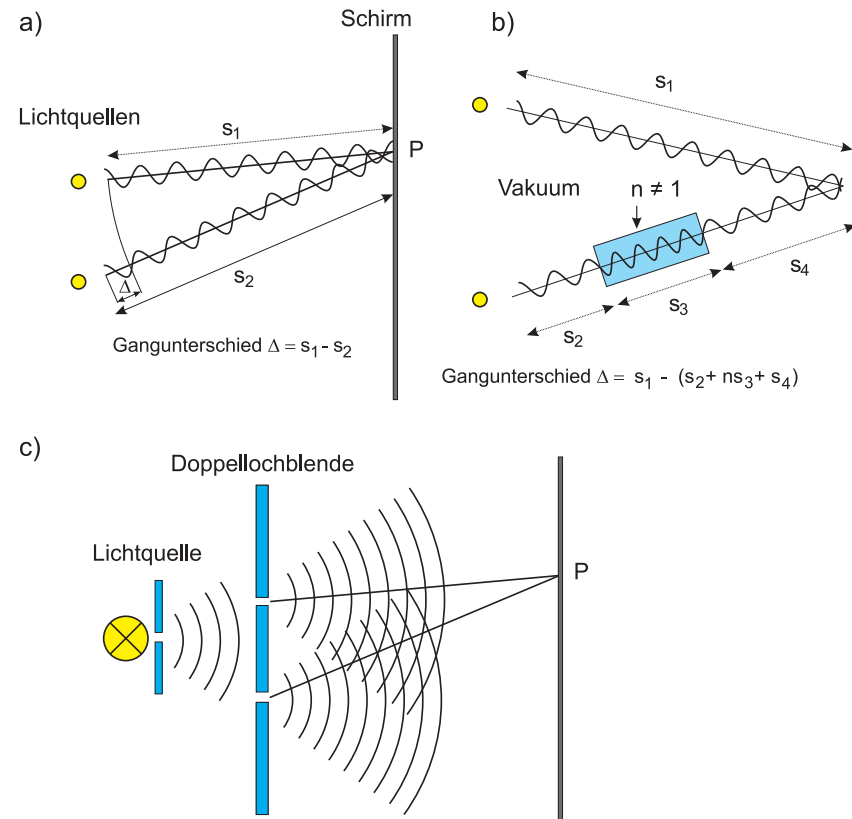 a)
Schirm
b)
Lichtquellen
s₁
P
s₂
Δ
Gangunterschied Δ = s₁ - s₂
s₁
Vakuum
n ≠ 1
s₂
s₃
s₄
Gangunterschied Δ = s₁ - (s₂+ ns₃+ s₄)
c)
Doppellochblende
Lichtquelle
P